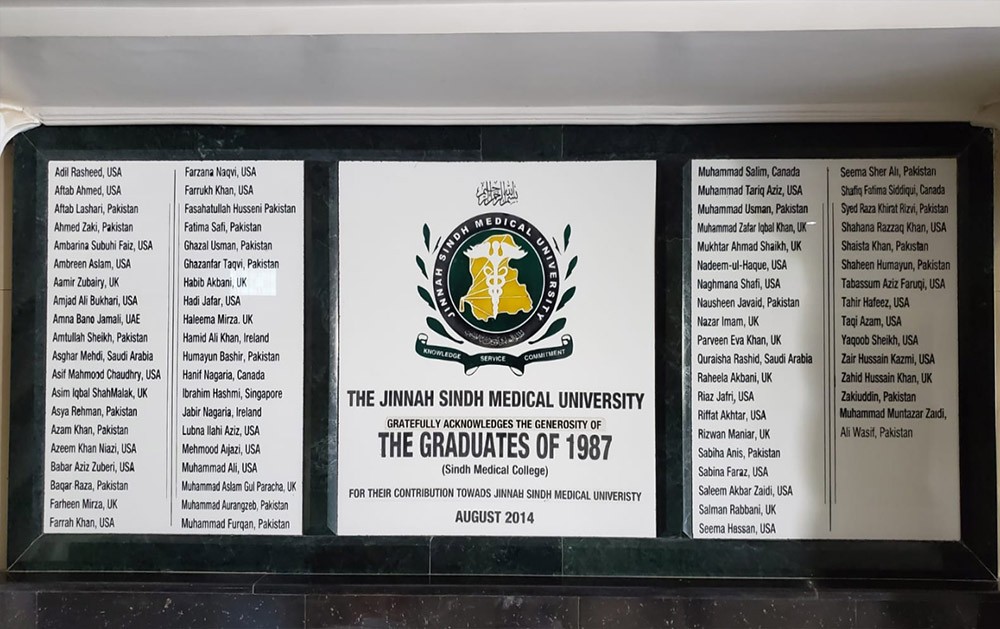 Adil Rasheed, USA
Aftab Ahmed, USA
Aftab Lashari, Pakistan
Ahmed Zaki, Pakistan
Ambarina Subuhi Faiz, USA
Ambreen Aslam, USA
Aamir Zubairy, UK
Amjad Ali Bukhari, USA
Amna Bano Jamali, UAE
Amtullah Sheikh, Pakistan
Asghar Mehdi, Saudi Arabia
Asif Mahmood Chaudhry, USA
Asim Iqbal ShahMalak, UK
Asya Rehman, Pakistan
Azam Khan, Pakistan
Azeem Khan Niazi, USA
Babar Aziz Zuberi, USA
Baqar Raza, Pakistan
Farheen Mirza, UK
Farrah Khan, USA
Farzana Naqvi, USA
Farrukh Khan, USA
Fasahatullah Husseni Pakistan
Fatima Safi, Pakistan
Ghazal Usman, Pakistan
Ghazanfar Taqvi, Pakistan
Habib Akbani, UK
Hadi Jafar, USA
Haleema Mirza. UK
Hamid Ali Khan, Ireland
Humayun Bashir, Pakistan
Hanif Nagaria, Canada
Ibrahim Hashmi, Singapore
Jabir Nagaria, Ireland
Lubna Ilahi Aziz, USA
Mehmood Aijazi, USA
Muhammad Ali, USA
Muhammad Aslam Gul Paracha, UK
Muhammad Aurangzeb, Pakistan
Muhammad Furqan, Pakistan
بسم الله الرحمن الرحيم
JINNAH SINDH MEDICAL UNIVERSITY
KNOWLEDGE SERVICE COMMITMENT
THE JINNAH SINDH MEDICAL UNIVERSITY
GRATEFULLY ACKNOWLEDGES THE GENEROSITY OF
THE GRADUATES OF 1987
(Sindh Medical College)
FOR THEIR CONTRIBUTION TOWADS JINNAH SINDH MEDICAL UNIVERISTY
AUGUST 2014
Muhammad Salim, Canada
Muhammad Tariq Aziz, USA
Muhammad Usman, Pakistan
Muhammad Zafar Iqbal Khan, UK
Mukhtar Ahmad Shaikh, UK
Nadeem-ul-Haque, USA
Naghmana Shafi, USA
Nausheen Javaid, Pakistan
Nazar Imam, UK
Parveen Eva Khan, UK
Quraisha Rashid, Saudi Arabia
Raheela Akbani, UK
Riaz Jafri, USA
Riffat Akhtar, USA
Rizwan Maniar, UK
Sabiha Anis, Pakistan
Sabina Faraz, USA
Saleem Akbar Zaidi, USA
Salman Rabbani, UK
Seema Hassan, USA
Seema Sher Ali, Pakistan
Shafiq Fatima Siddiqui, Canada
Syed Raza Khirat Rizvi, Pakistan
Shahana Razzaq Khan, USA
Shaista Khan, Pakistan
Shaheen Humayun, Pakistan
Tabassum Aziz Faruqi, USA
Tahir Hafeez, USA
Taqi Azam, USA
Yaqoob Sheikh, USA
Zair Hussain Kazmi, USA
Zahid Hussain Khan, UK
Zakiuddin, Pakistan
Muhammad Muntazar Zaidi,
Ali Wasif, Pakistan